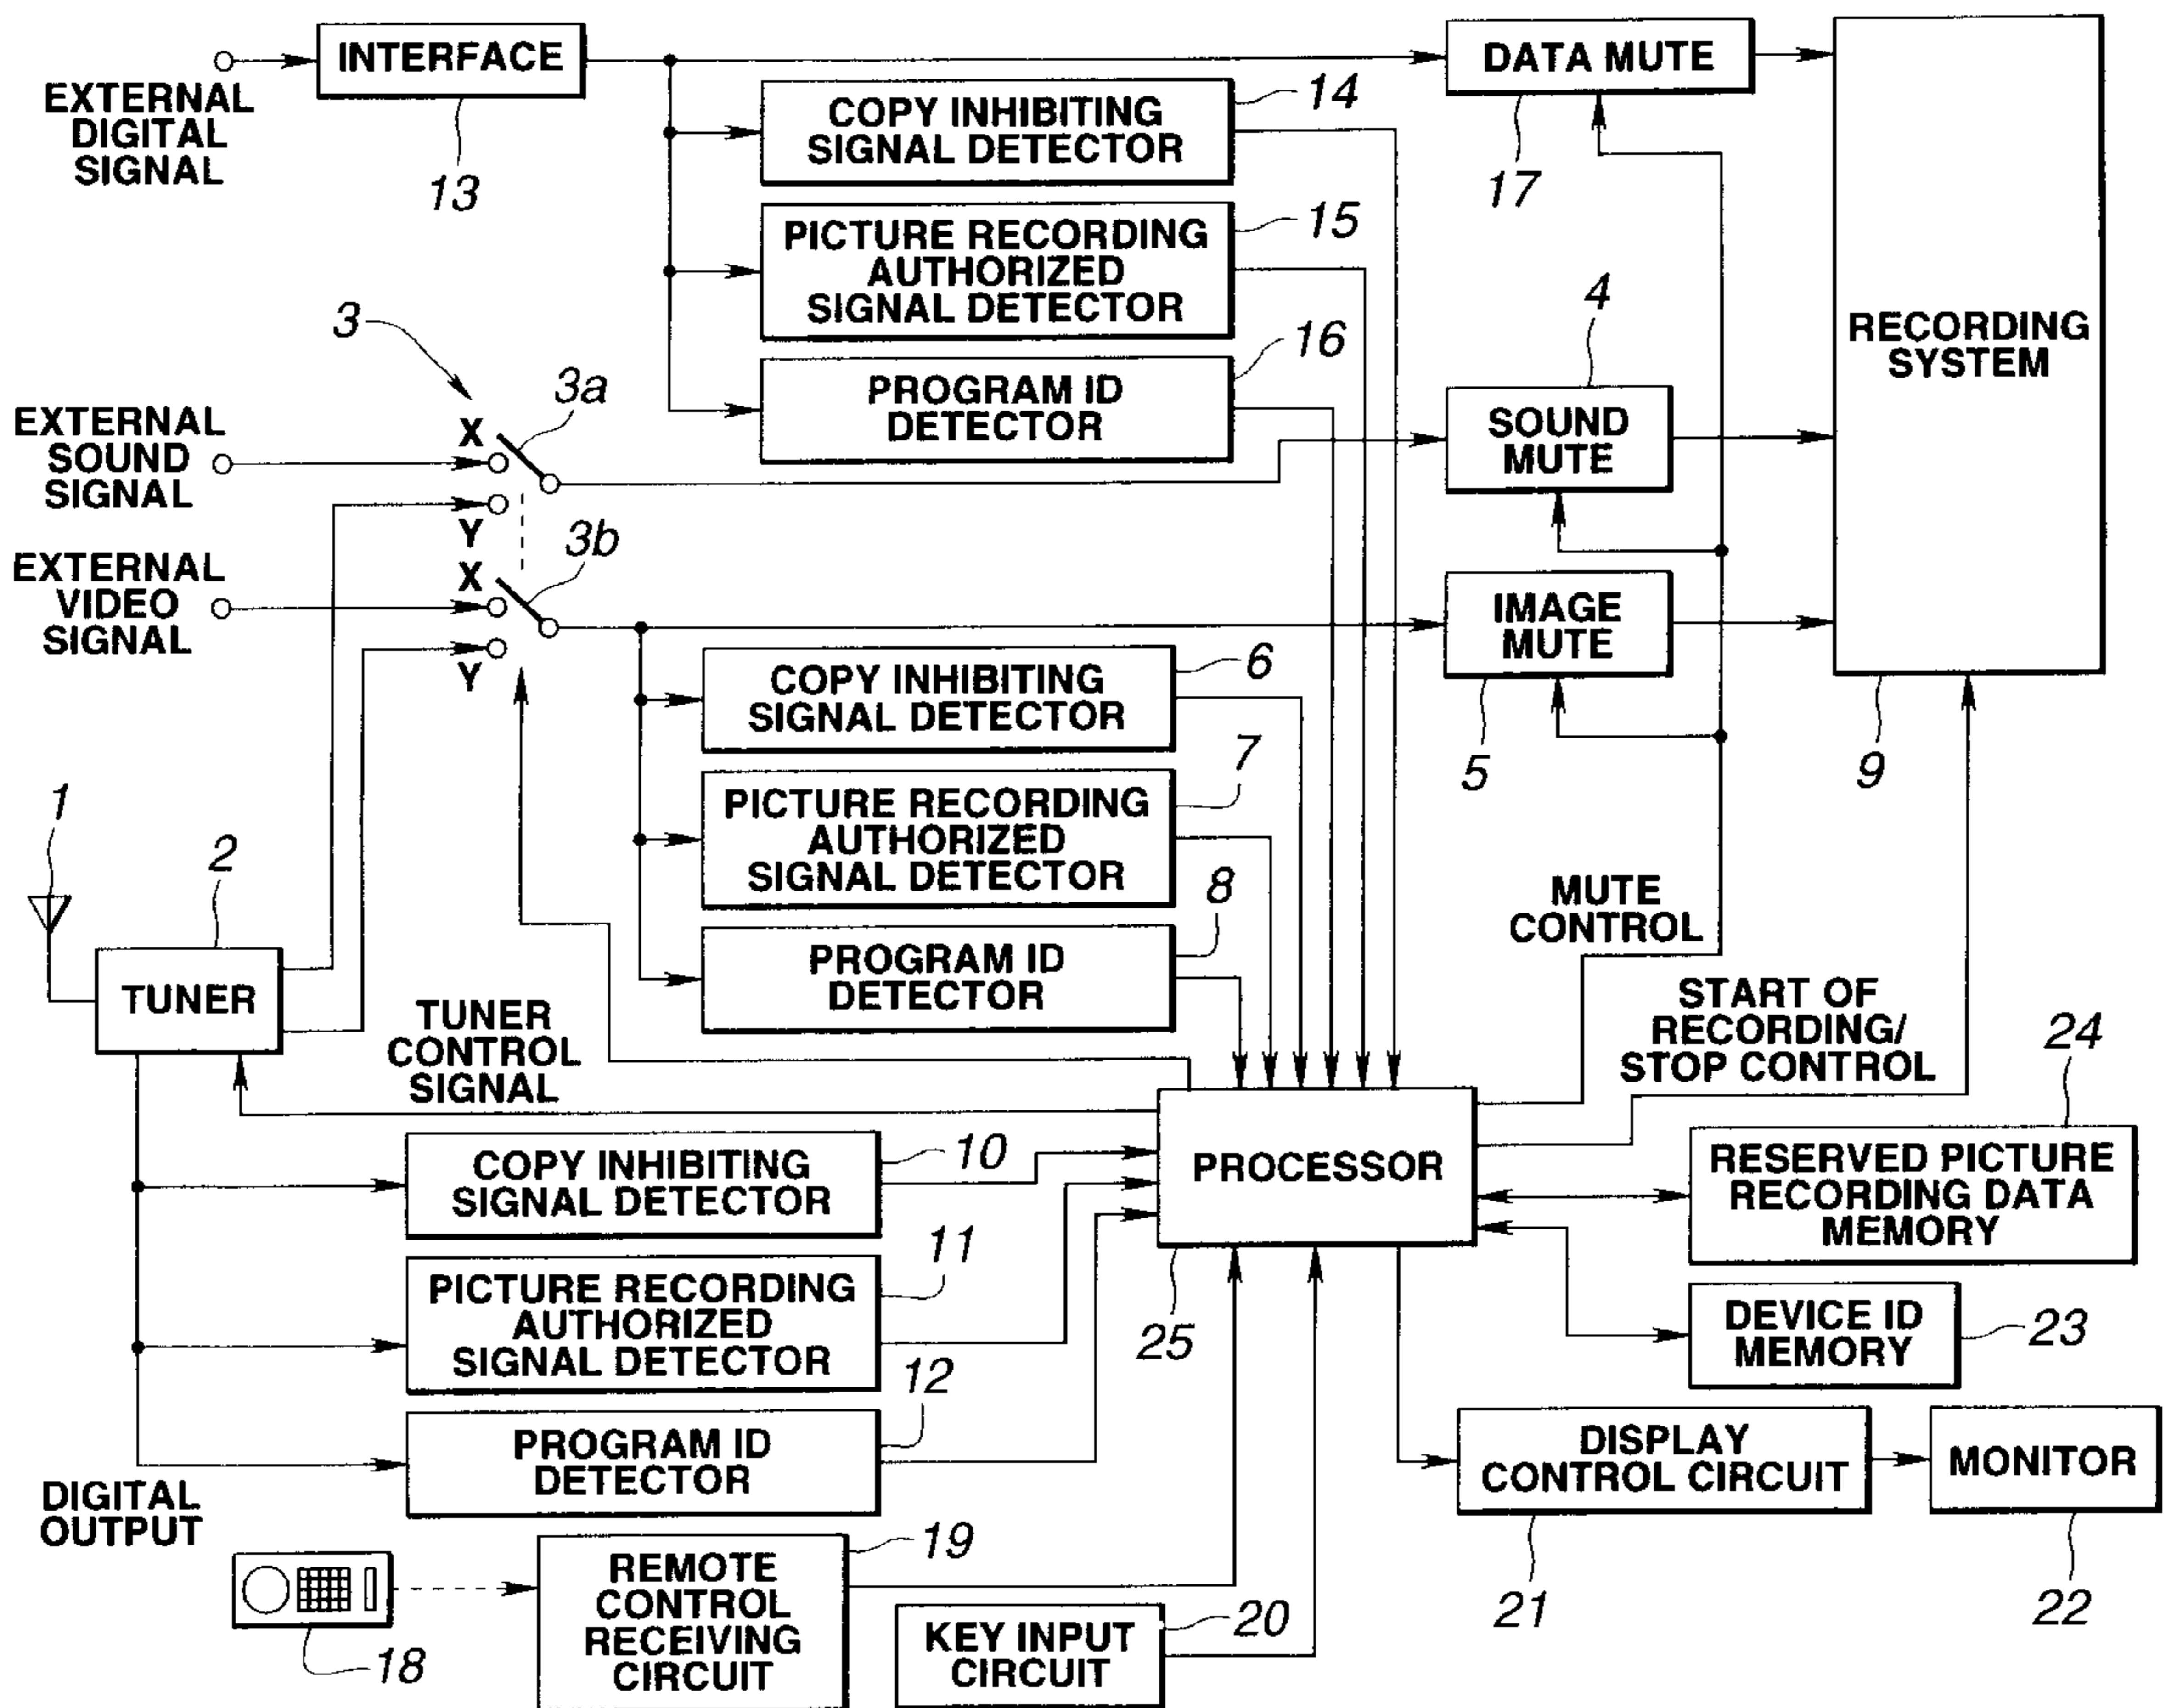 INTERFACE
13
EXTERNAL
DIGITAL
SIGNAL
DATA MUTE
17
COPY INHIBITING
SIGNAL DETECTOR
14
PICTURE RECORDING
AUTHORIZED
SIGNAL DETECTOR
15
PROGRAM ID
DETECTOR
16
RECORDING
SYSTEM
9
3
3a
X
Y
EXTERNAL
SOUND
SIGNAL
SOUND
MUTE
4
3b
X
Y
EXTERNAL
VIDEO
SIGNAL
IMAGE
MUTE
5
COPY INHIBITING
SIGNAL DETECTOR
6
PICTURE RECORDING
AUTHORIZED
SIGNAL DETECTOR
7
PROGRAM ID
DETECTOR
8
1
2
TUNER
TUNER
CONTROL
SIGNAL
MUTE
CONTROL
START OF
RECORDING/
STOP CONTROL
PROCESSOR
25
24
RESERVED PICTURE
RECORDING DATA
MEMORY
DEVICE ID
MEMORY
23
COPY INHIBITING
SIGNAL DETECTOR
10
PICTURE RECORDING
AUTHORIZED
SIGNAL DETECTOR
11
PROGRAM ID
DETECTOR
12
DIGITAL
OUTPUT
DISPLAY
CONTROL CIRCUIT
21
MONITOR
22
18
REMOTE
CONTROL
RECEIVING
CIRCUIT
19
KEY INPUT
CIRCUIT
20